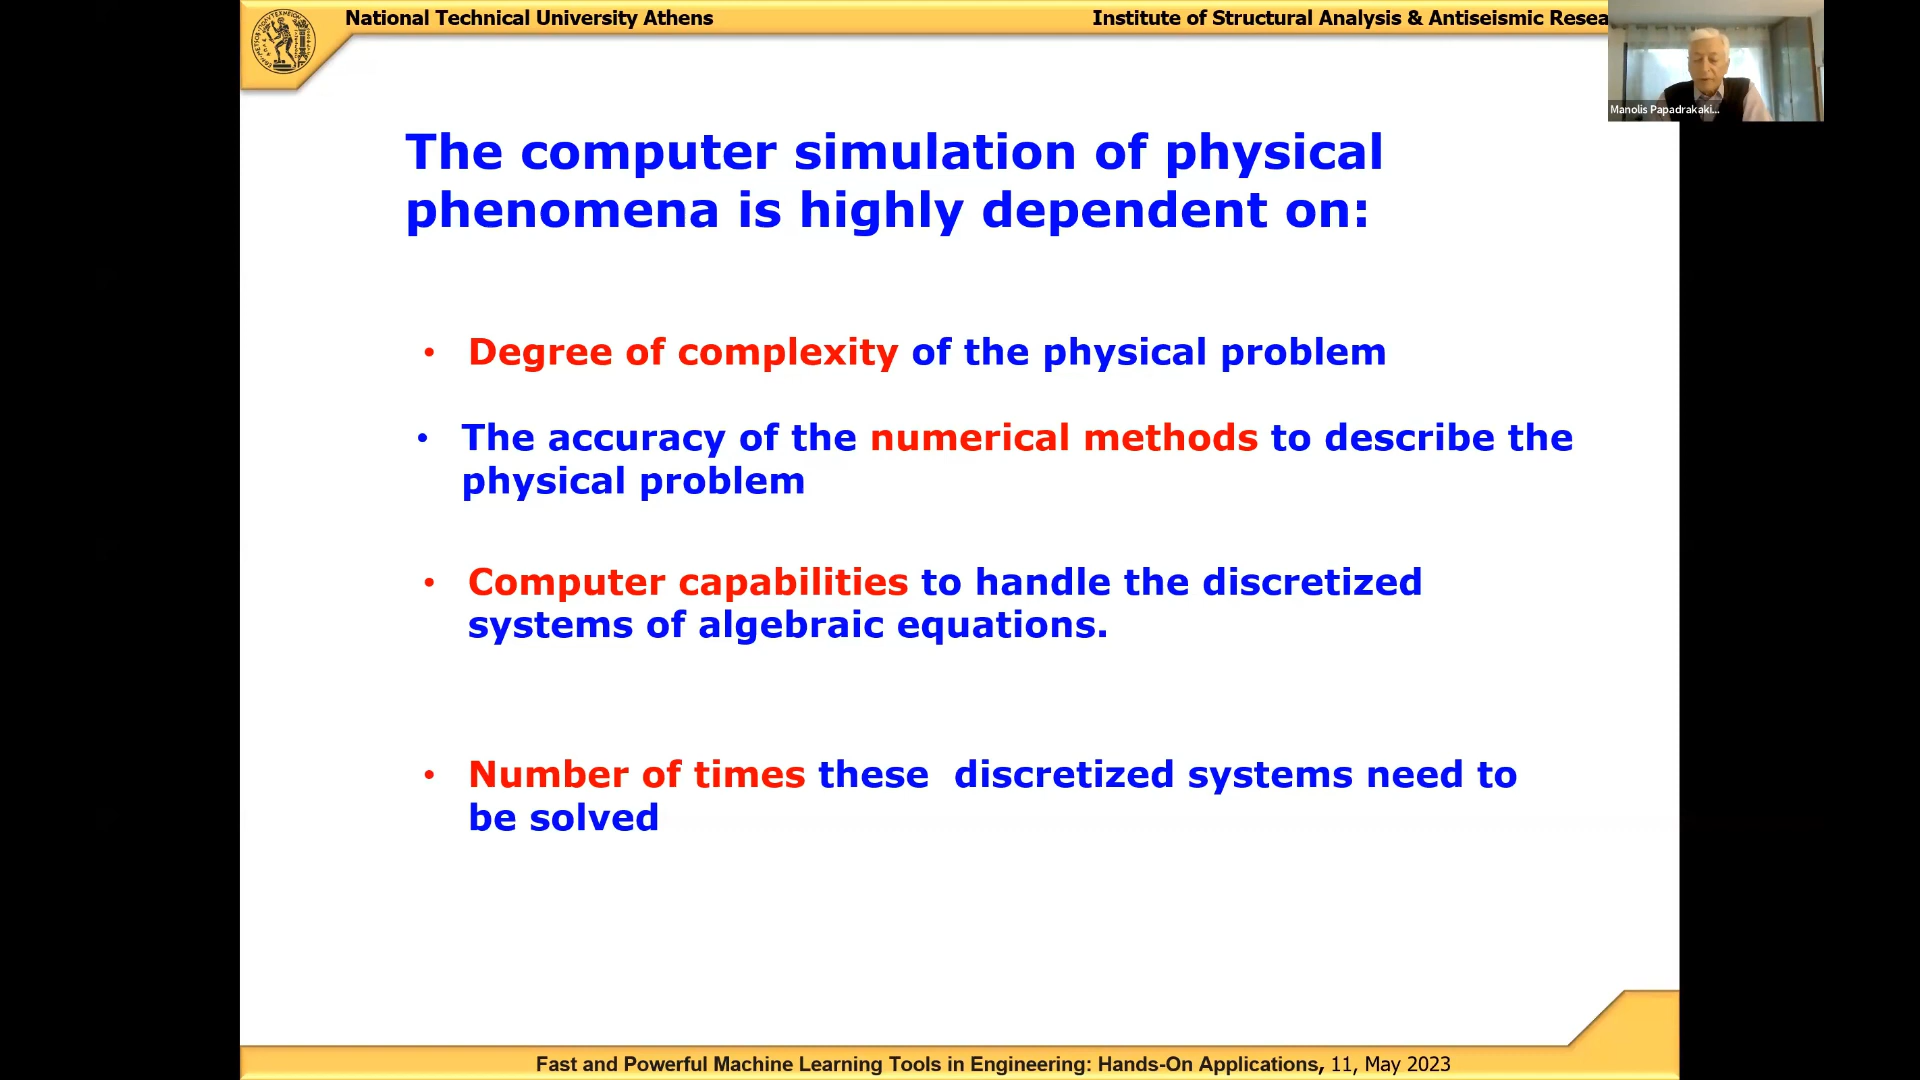 National Technical University Athens
Institute of Structural Analysis & Antiseismic Resea
Manolis Papadrakaki...
The computer simulation of physical
phenomena is highly dependent on:
• Degree of complexity of the physical problem
• The accuracy of the numerical methods to describe the
physical problem
• Computer capabilities to handle the discretized
systems of algebraic equations.
• Number of times these  discretized systems need to
be solved
Fast and Powerful Machine Learning Tools in Engineering: Hands-On Applications, 11, May 2023